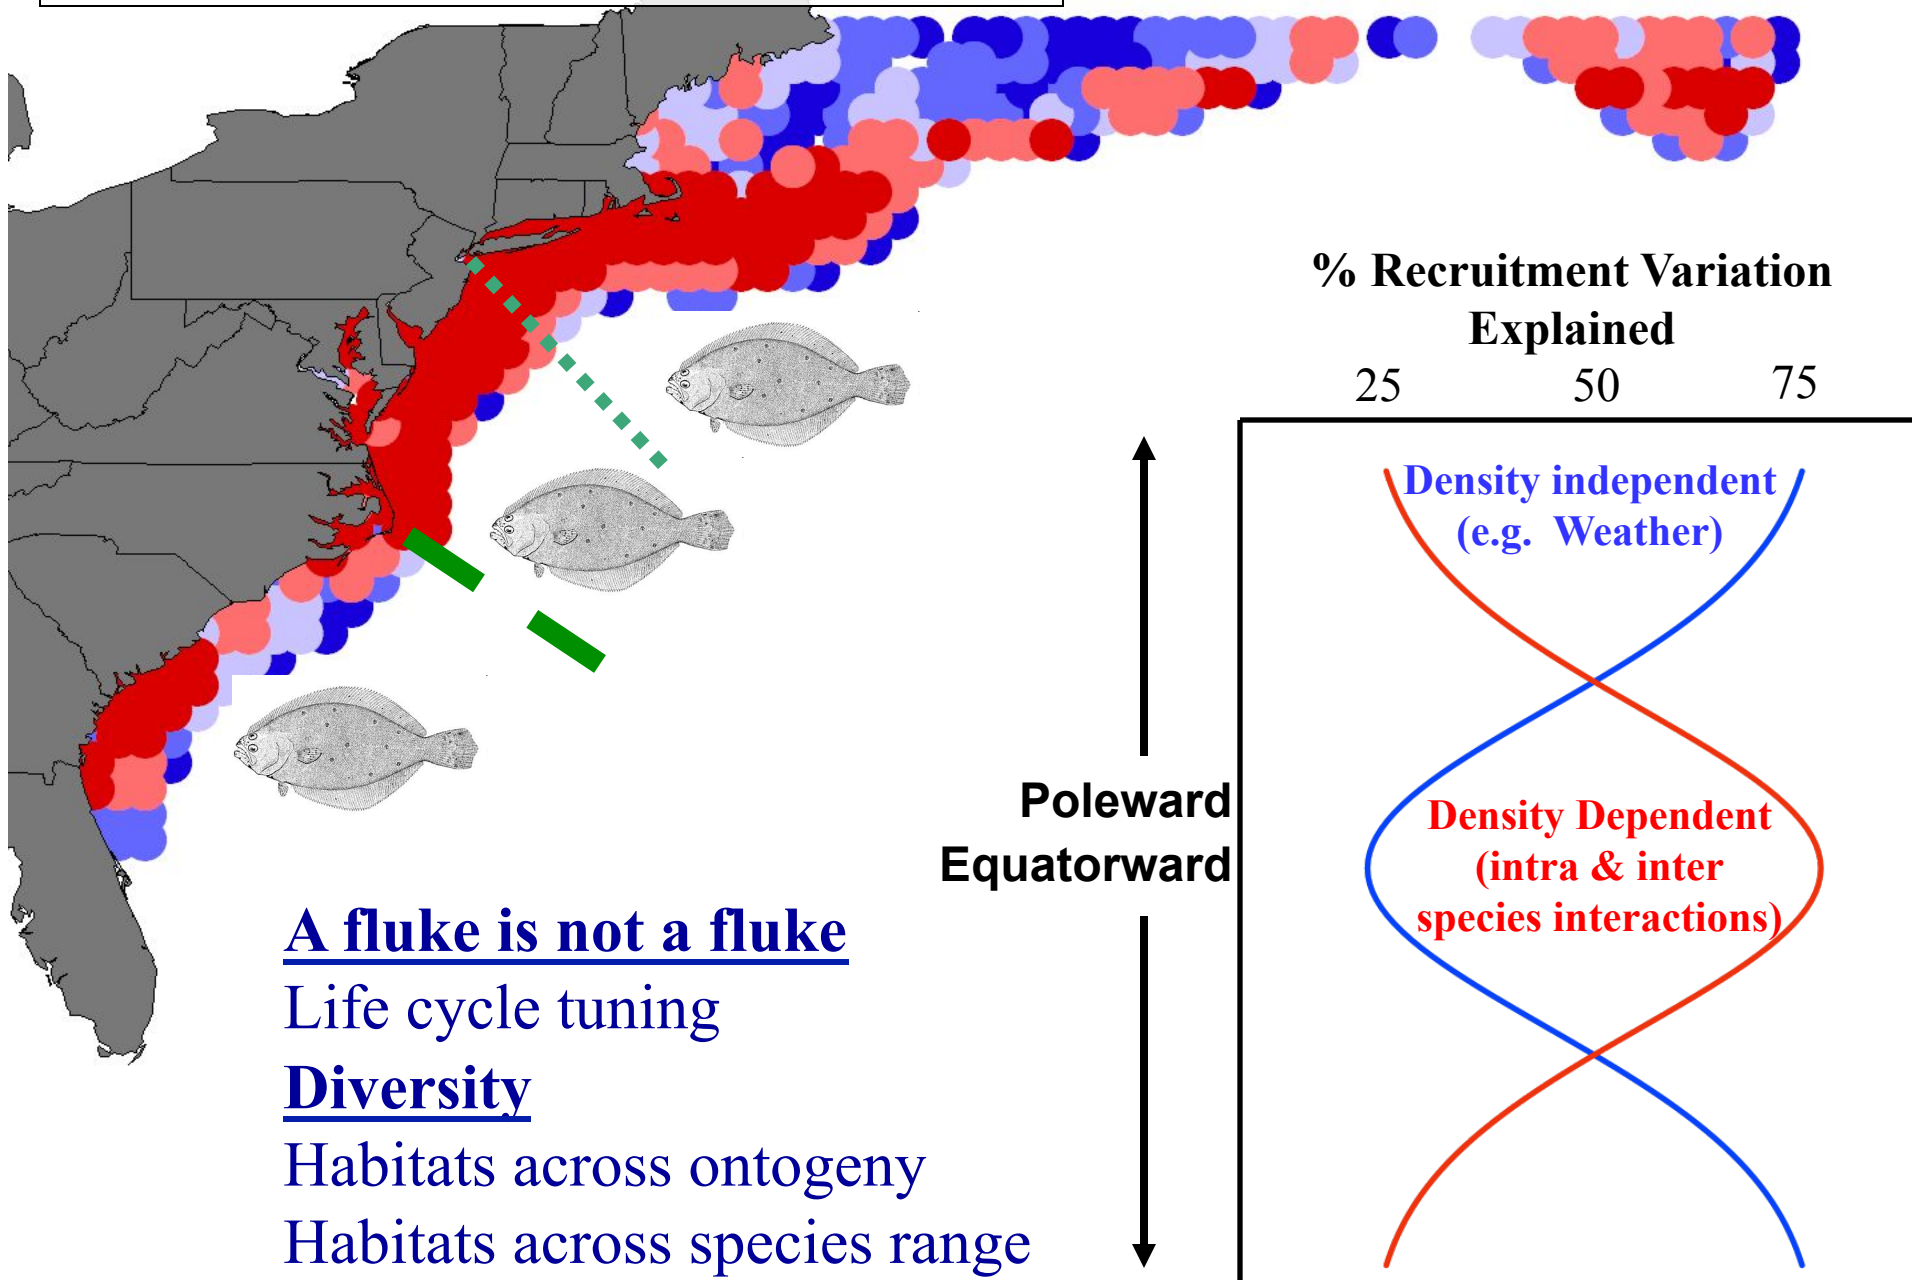 % Recruitment Variation
Explained
25 50 75
Density independent
(e.g. Weather)
Poleward
Equatorward
Density Dependent
(intra & inter
species interactions)
A fluke is not a fluke
Life cycle tuning
Diversity
Habitats across ontogeny
Habitats across species range